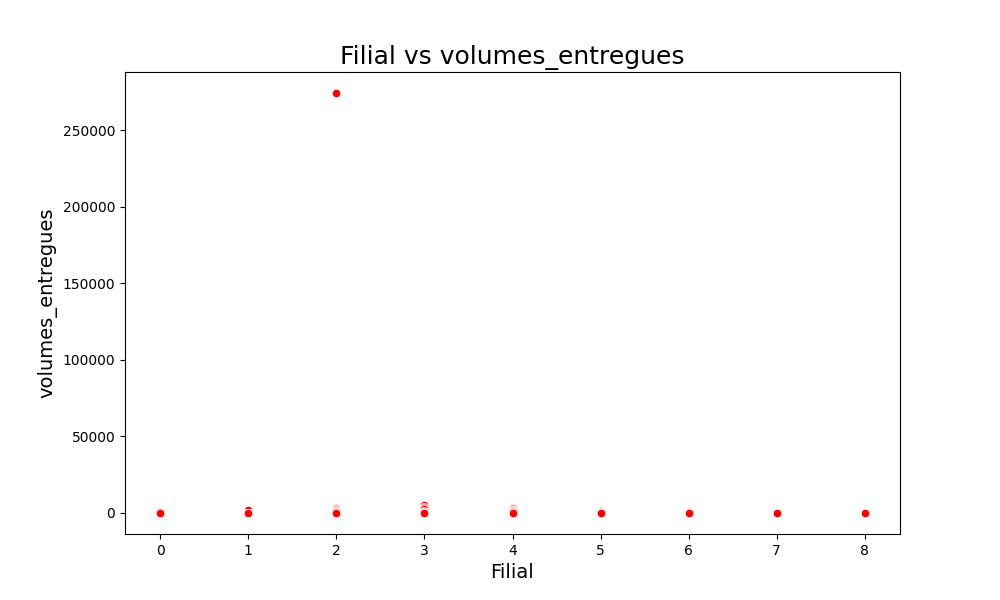 Filial vs volumes_entregues
250000
200000
150000
100000
50000
0
volumes_entregues
0 1 2 3 4 5 6 7 8
Filial